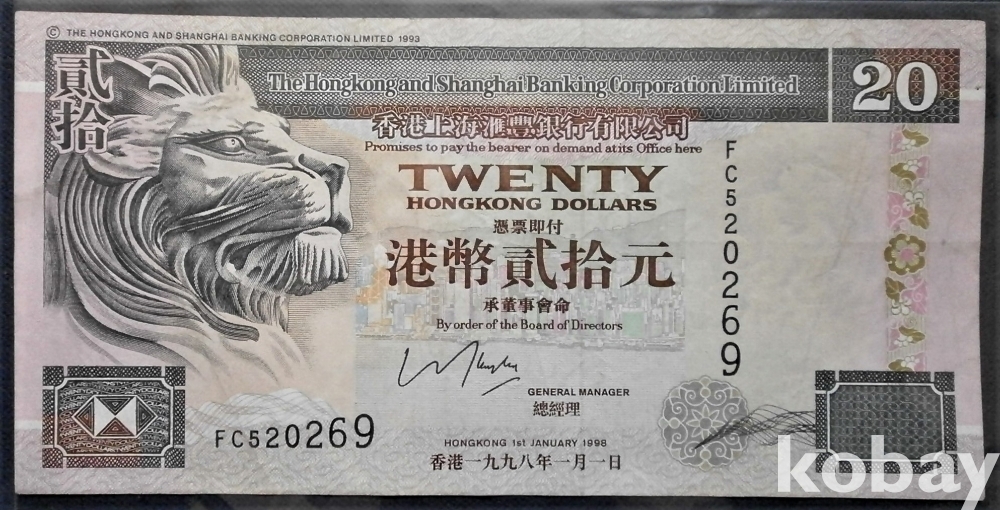 © THE HONGKONG AND SHANGHAI BANKING CORPORATION LIMITED 1993
貳拾
The Hongkong and Shanghai Banking Corporation Limited
20
香港上海滙豐銀行有限公司
Promises to pay the bearer on demand at its Office here
TWENTY
HONGKONG DOLLARS
憑票即付
港幣貳拾元
承董事會命
By order of the Board of Directors
FC520269
GENERAL MANAGER
總經理
FC520269
HONGKONG 1st JANUARY 1998
香港一九九八年一月一日
kobay